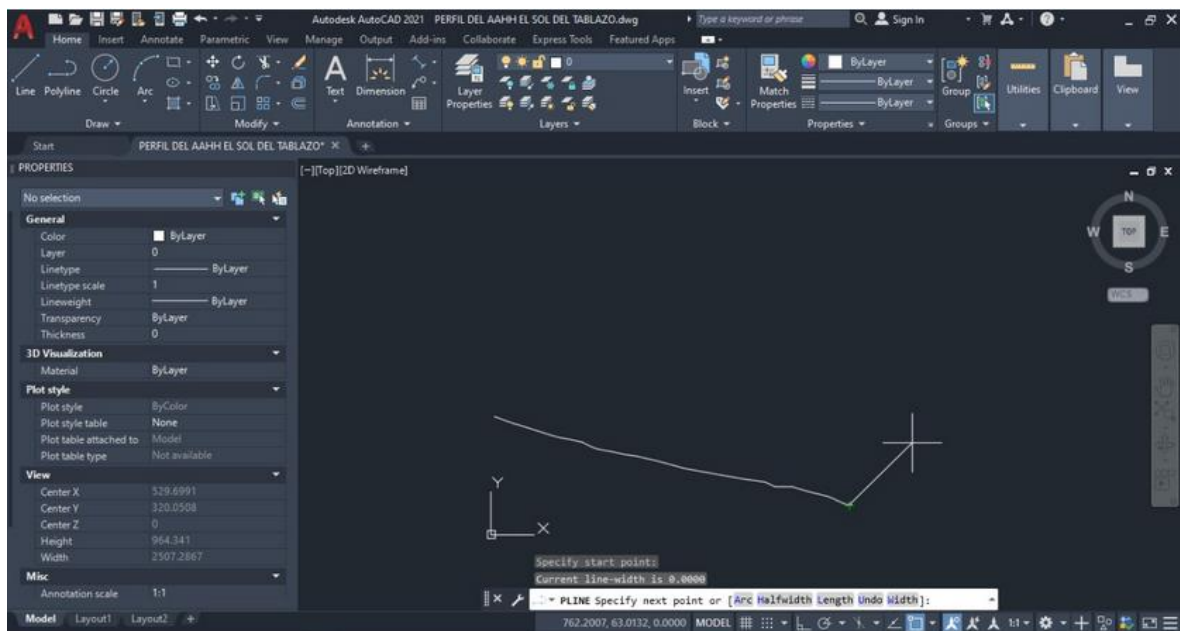 Autodesk AutoCAD 2021 PERFIL DEL AAHH EL SOL DEL TABLAZO.dwg
Type a keyword or phrase
Sign In
Home Insert Annotate Parametric View Manage Output Add-ins Collaborate Express Tools Featured Apps
0
ByLayer
Line Polyline Circle Arc
Text Dimension
Layer Properties
Insert
Match Properties
ByLayer
ByLayer
Group
Utilities Clipboard View
Draw Modify Annotation Layers Block Properties Groups
Start PERFIL DEL AAHH EL SOL DEL TABLAZO*
PROPERTIES
No selection
General
Color ByLayer
Layer 0
Linetype ByLayer
Linetype scale 1
Lineweight ByLayer
Transparency ByLayer
Thickness 0
3D Visualization
Material ByLayer
Plot style
Plot style ByColor
Plot style table None
Plot table attached to Model
Plot table type Not available
View
Center X 529.6991
Center Y 320.0508
Center Z 0
Height 964.341
Width 2507.2867
Misc
Annotation scale 1:1
[−][Top][2D Wireframe]
N
W TOP E
S
WCS
Y
X
Specify start point:
Current line-width is 0.0000
PLINE Specify next point or [Arc Halfwidth Length Undo Width]:
Model Layout1 Layout2 +
762.2007, 63.0132, 0.0000 MODEL
1:1